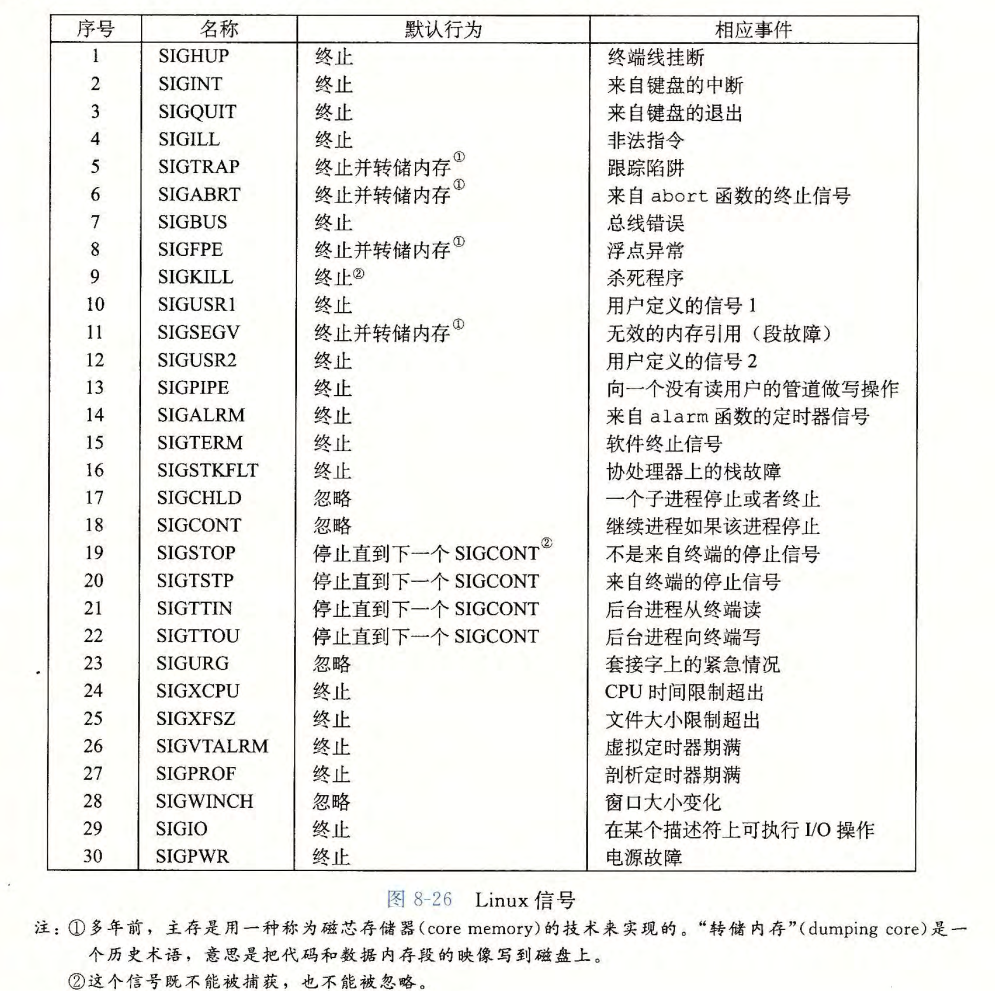 序号 名称 默认行为 相应事件
1 SIGHUP 终止 终端线挂断
2 SIGINT 终止 来自键盘的中断
3 SIGQUIT 终止 来自键盘的退出
4 SIGILL 终止 非法指令
5 SIGTRAP 终止并转储内存① 跟踪陷阱
6 SIGABRT 终止并转储内存① 来自 abort 函数的终止信号
7 SIGBUS 终止 总线错误
8 SIGFPE 终止并转储内存① 浮点异常
9 SIGKILL 终止② 杀死程序
10 SIGUSR1 终止 用户定义的信号 1
11 SIGSEGV 终止并转储内存① 无效的内存引用（段故障）
12 SIGUSR2 终止 用户定义的信号 2
13 SIGPIPE 终止 向一个没有读用户的管道做写操作
14 SIGALRM 终止 来自 alarm 函数的定时器信号
15 SIGTERM 终止 软件终止信号
16 SIGSTKFLT 终止 协处理器上的栈故障
17 SIGCHLD 忽略 一个子进程停止或者终止
18 SIGCONT 忽略 继续进程如果该进程停止
19 SIGSTOP 停止直到下一个 SIGCONT② 不是来自终端的停止信号
20 SIGTSTP 停止直到下一个 SIGCONT 来自终端的停止信号
21 SIGTTIN 停止直到下一个 SIGCONT 后台进程从终端读
22 SIGTTOU 停止直到下一个 SIGCONT 后台进程向终端写
23 SIGURG 忽略 套接字上的紧急情况
24 SIGXCPU 终止 CPU 时间限制超出
25 SIGXFSZ 终止 文件大小限制超出
26 SIGVTALRM 终止 虚拟定时器期满
27 SIGPROF 终止 剖析定时器期满
28 SIGWINCH 忽略 窗口大小变化
29 SIGIO 终止 在某个描述符上可执行 I/O 操作
30 SIGPWR 终止 电源故障
图 8-26 Linux 信号
注：①多年前，主存是用一种称为磁芯存储器(core memory)的技术来实现的。“转储内存”(dumping core)是一
个历史术语，意思是把代码和数据内存段的映像写到磁盘上。
②这个信号既不能被捕获，也不能被忽略。